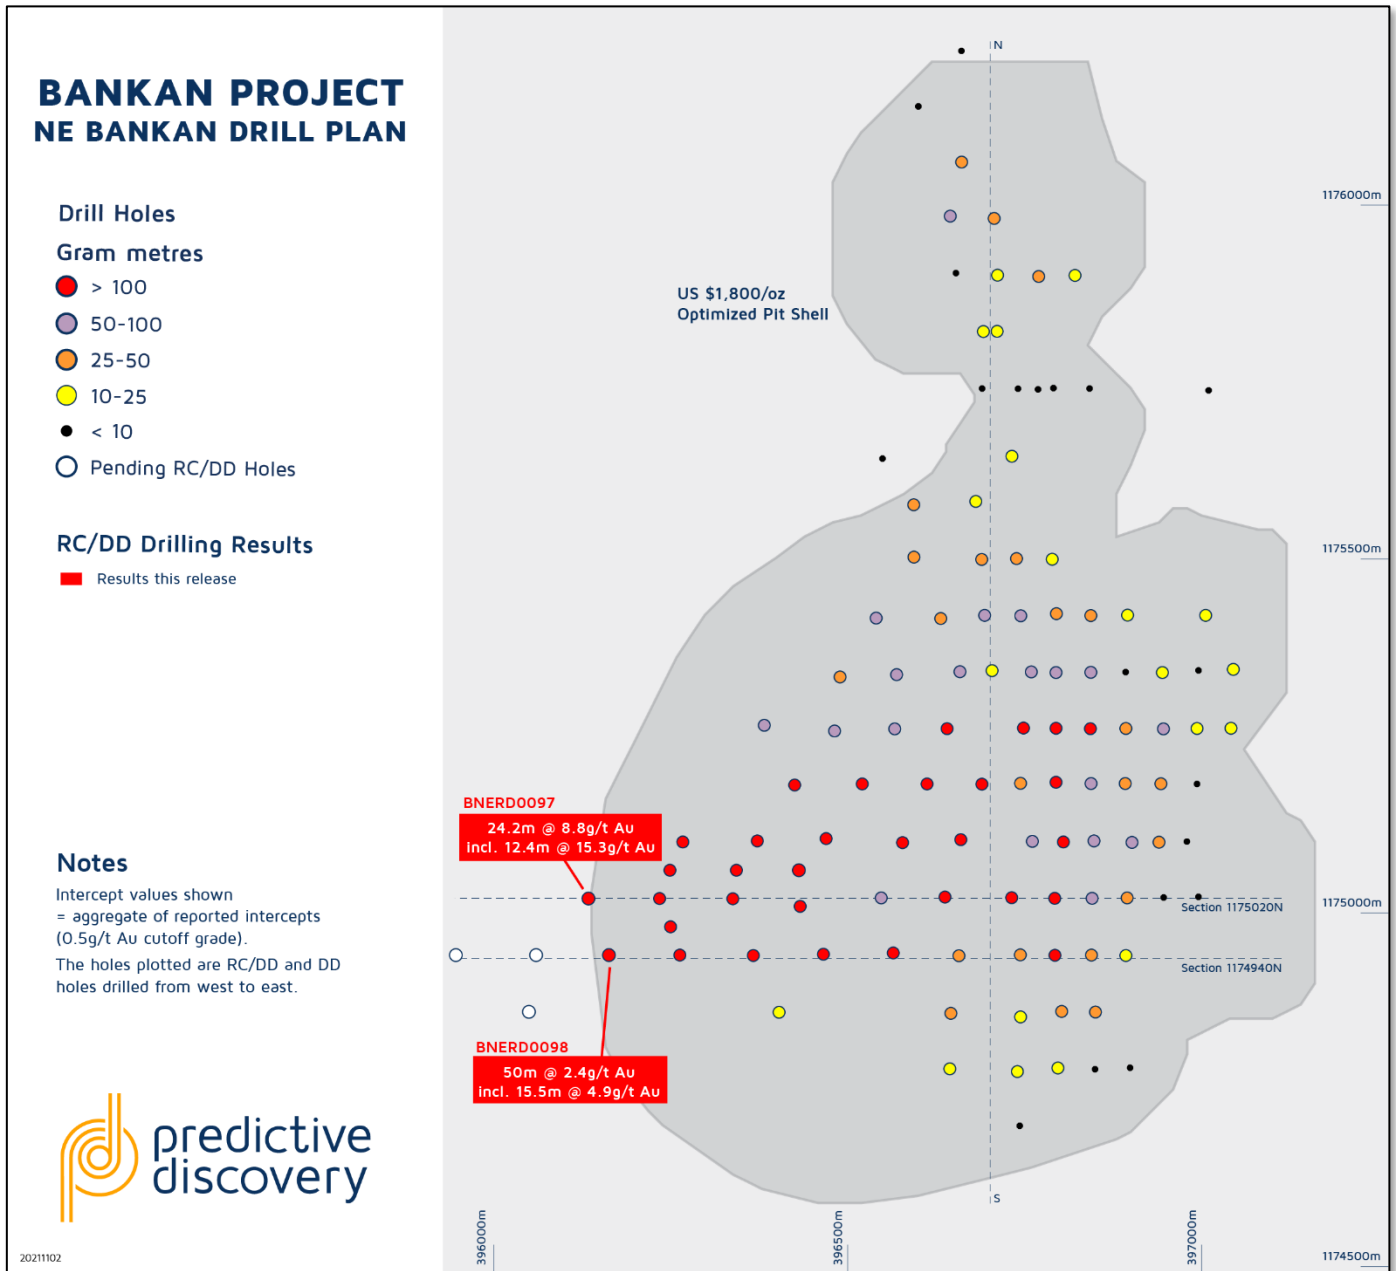 BANKAN PROJECT
NE BANKAN DRILL PLAN
Drill Holes
Gram metres
> 100
50-100
25-50
10-25
< 10
Pending RC/DD Holes
RC/DD Drilling Results
Results this release
Notes
Intercept values shown
= aggregate of reported intercepts
(0.5g/t Au cutoff grade).
The holes plotted are RC/DD and DD
holes drilled from west to east.
predictive
discovery
20211102
N
1176000m
US $1,800/oz
Optimized Pit Shell
1175500m
BNERD0097
24.2m @ 8.8g/t Au
incl. 12.4m @ 15.3g/t Au
Section 1175020N
1175000m
Section 1174940N
BNERD0098
50m @ 2.4g/t Au
incl. 15.5m @ 4.9g/t Au
S
396000m
396500m
397000m
1174500m